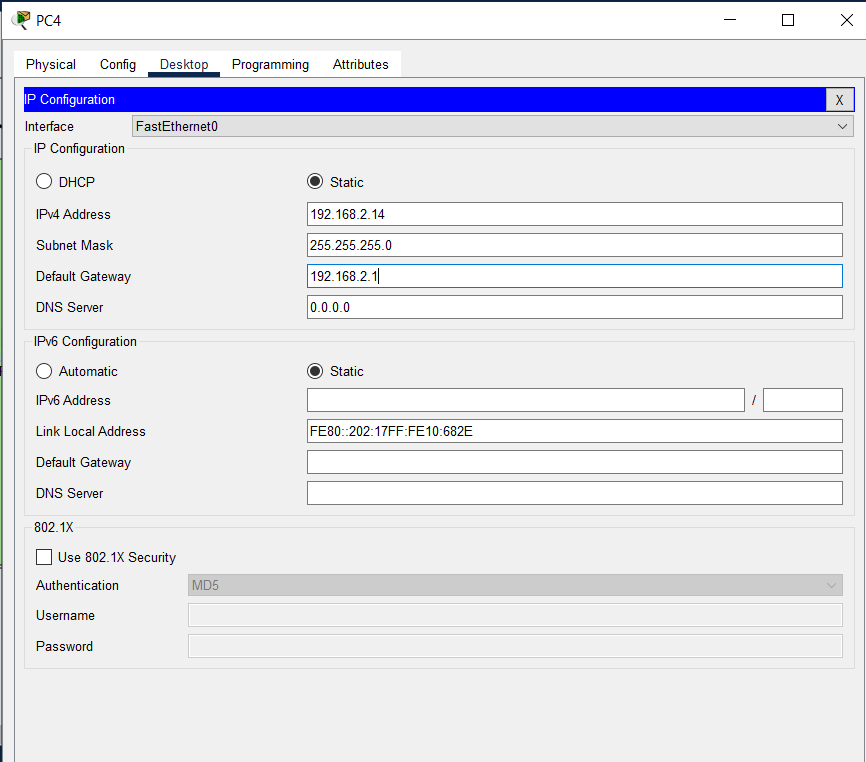 PC4
Physical Config Desktop Programming Attributes
IP Configuration X
Interface FastEthernet0
IP Configuration
DHCP Static
IPv4 Address 192.168.2.14
Subnet Mask 255.255.255.0
Default Gateway 192.168.2.1
DNS Server 0.0.0.0
IPv6 Configuration
Automatic Static
IPv6 Address /
Link Local Address FE80::202:17FF:FE10:682E
Default Gateway
DNS Server
802.1X
Use 802.1X Security
Authentication MD5
Username
Password